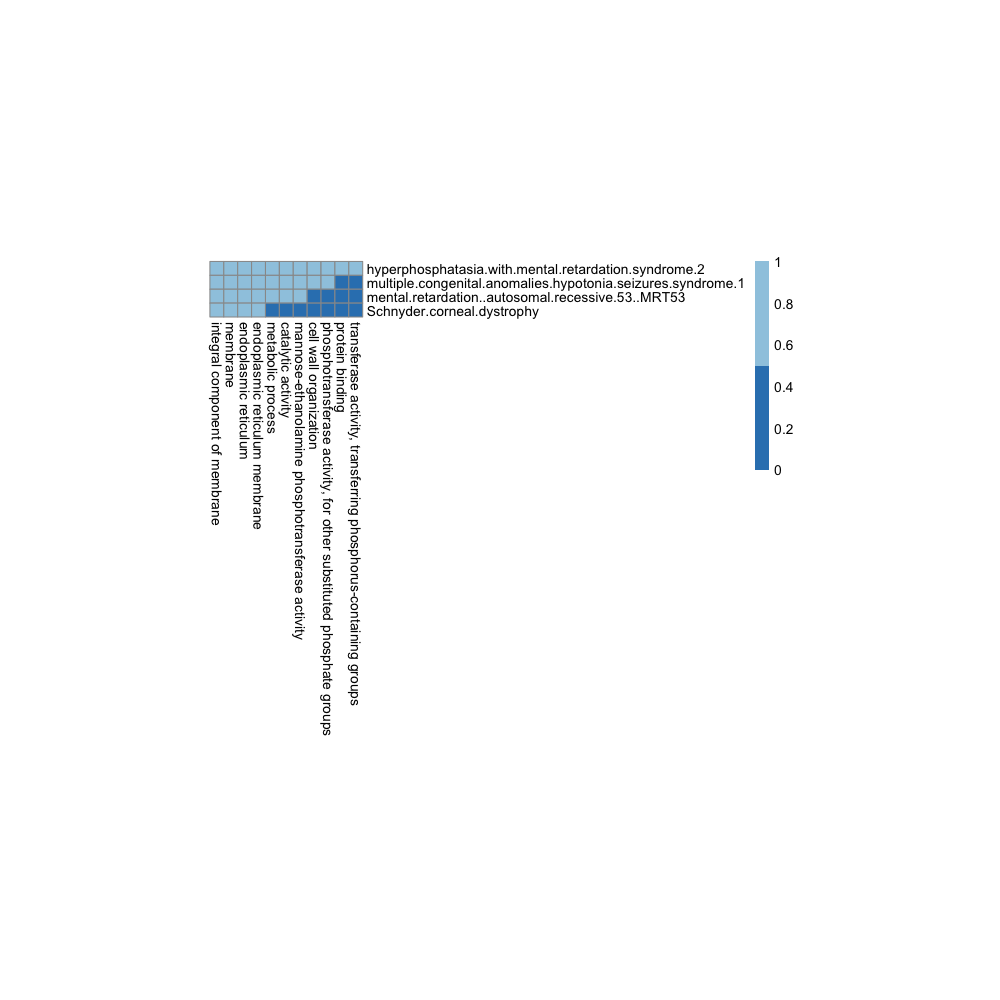 hyperphosphatasia.with.mental.retardation.syndrome.2
multiple.congenital.anomalies.hypotonia.seizures.syndrome.1
mental.retardation..autosomal.recessive.53..MRT53
Schnyder.corneal.dystrophy
integral component of membrane
membrane
endoplasmic reticulum
endoplasmic reticulum membrane
metabolic process
catalytic activity
mannose-ethanolamine phosphotransferase activity
cell wall organization
phosphotransferase activity, for other substituted phosphate groups
protein binding
transferase activity, transferring phosphorus-containing groups
1
0.8
0.6
0.4
0.2
0